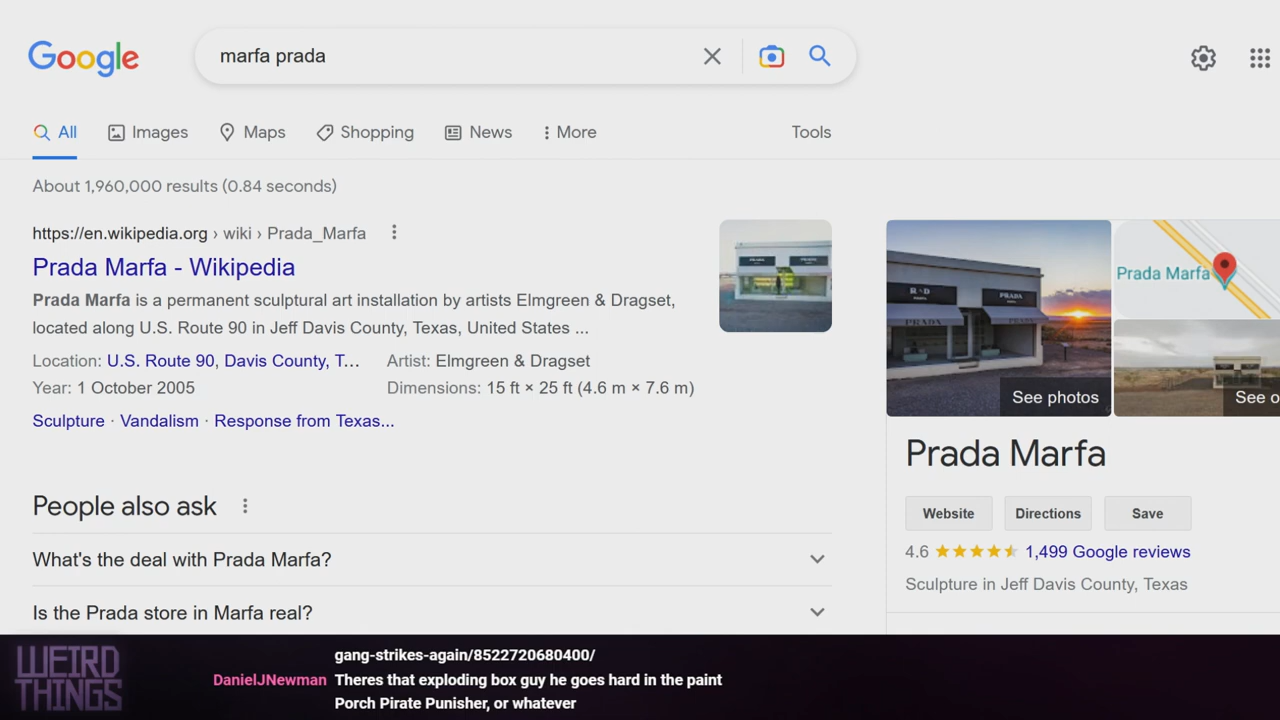 Google
marfa prada
All
Images
Maps
Shopping
News
More
Tools
About 1,960,000 results (0.84 seconds)
https://en.wikipedia.org › wiki › Prada_Marfa
Prada Marfa - Wikipedia
Prada Marfa is a permanent sculptural art installation by artists Elmgreen & Dragset,
located along U.S. Route 90 in Jeff Davis County, Texas, United States ...
Location: U.S. Route 90, Davis County, T... Artist: Elmgreen & Dragset
Year: 1 October 2005 Dimensions: 15 ft × 25 ft (4.6 m × 7.6 m)
Sculpture · Vandalism · Response from Texas...
People also ask
What's the deal with Prada Marfa?
Is the Prada store in Marfa real?
PRADA
PRADA
PRADA
See photos
Prada Marfa
See o
Prada Marfa
Website
Directions
Save
4.6 1,499 Google reviews
Sculpture in Jeff Davis County, Texas
WEIRD
THINGS
gang-strikes-again/8522720680400/
DanielJNewman Theres that exploding box guy he goes hard in the paint
Porch Pirate Punisher, or whatever